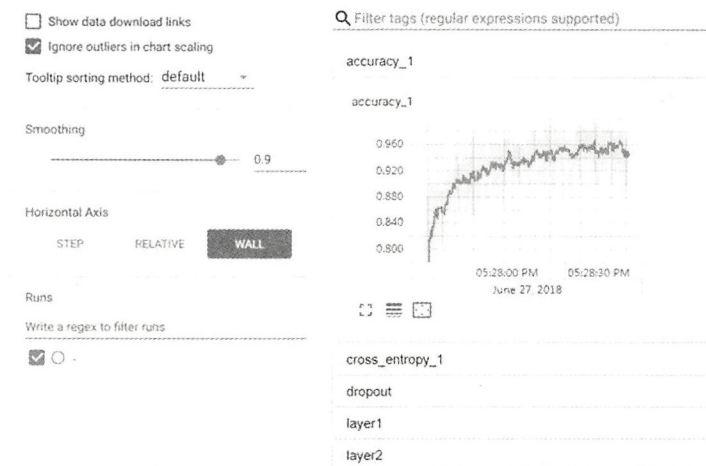 Show data download links
Ignore outliers in chart scaling
Tooltip sorting method: default
Smoothing
0.9
Horizontal Axis
STEP RELATIVE WALL
Runs
Write a regex to filter runs
-
Filter tags (regular expressions supported)
accuracy_1
accuracy_1
0.960
0.920
0.880
0.840
0.800
05:28:00 PM 05:28:30 PM
June 27, 2018
cross_entropy_1
dropout
layer1
layer2